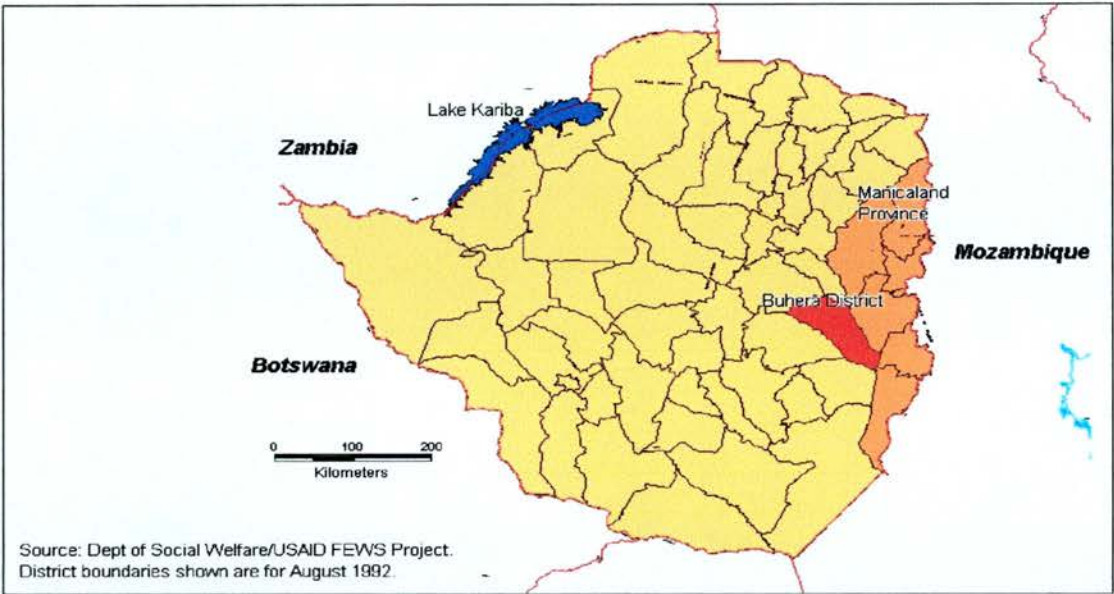 Lake Kariba
Zambia
Manicaland
Province
Mozambique
Buhera District
Botswana
0 100 200
Kilometers
Source: Dept of Social Welfare/USAID FEWS Project.
District boundaries shown are for August 1992.